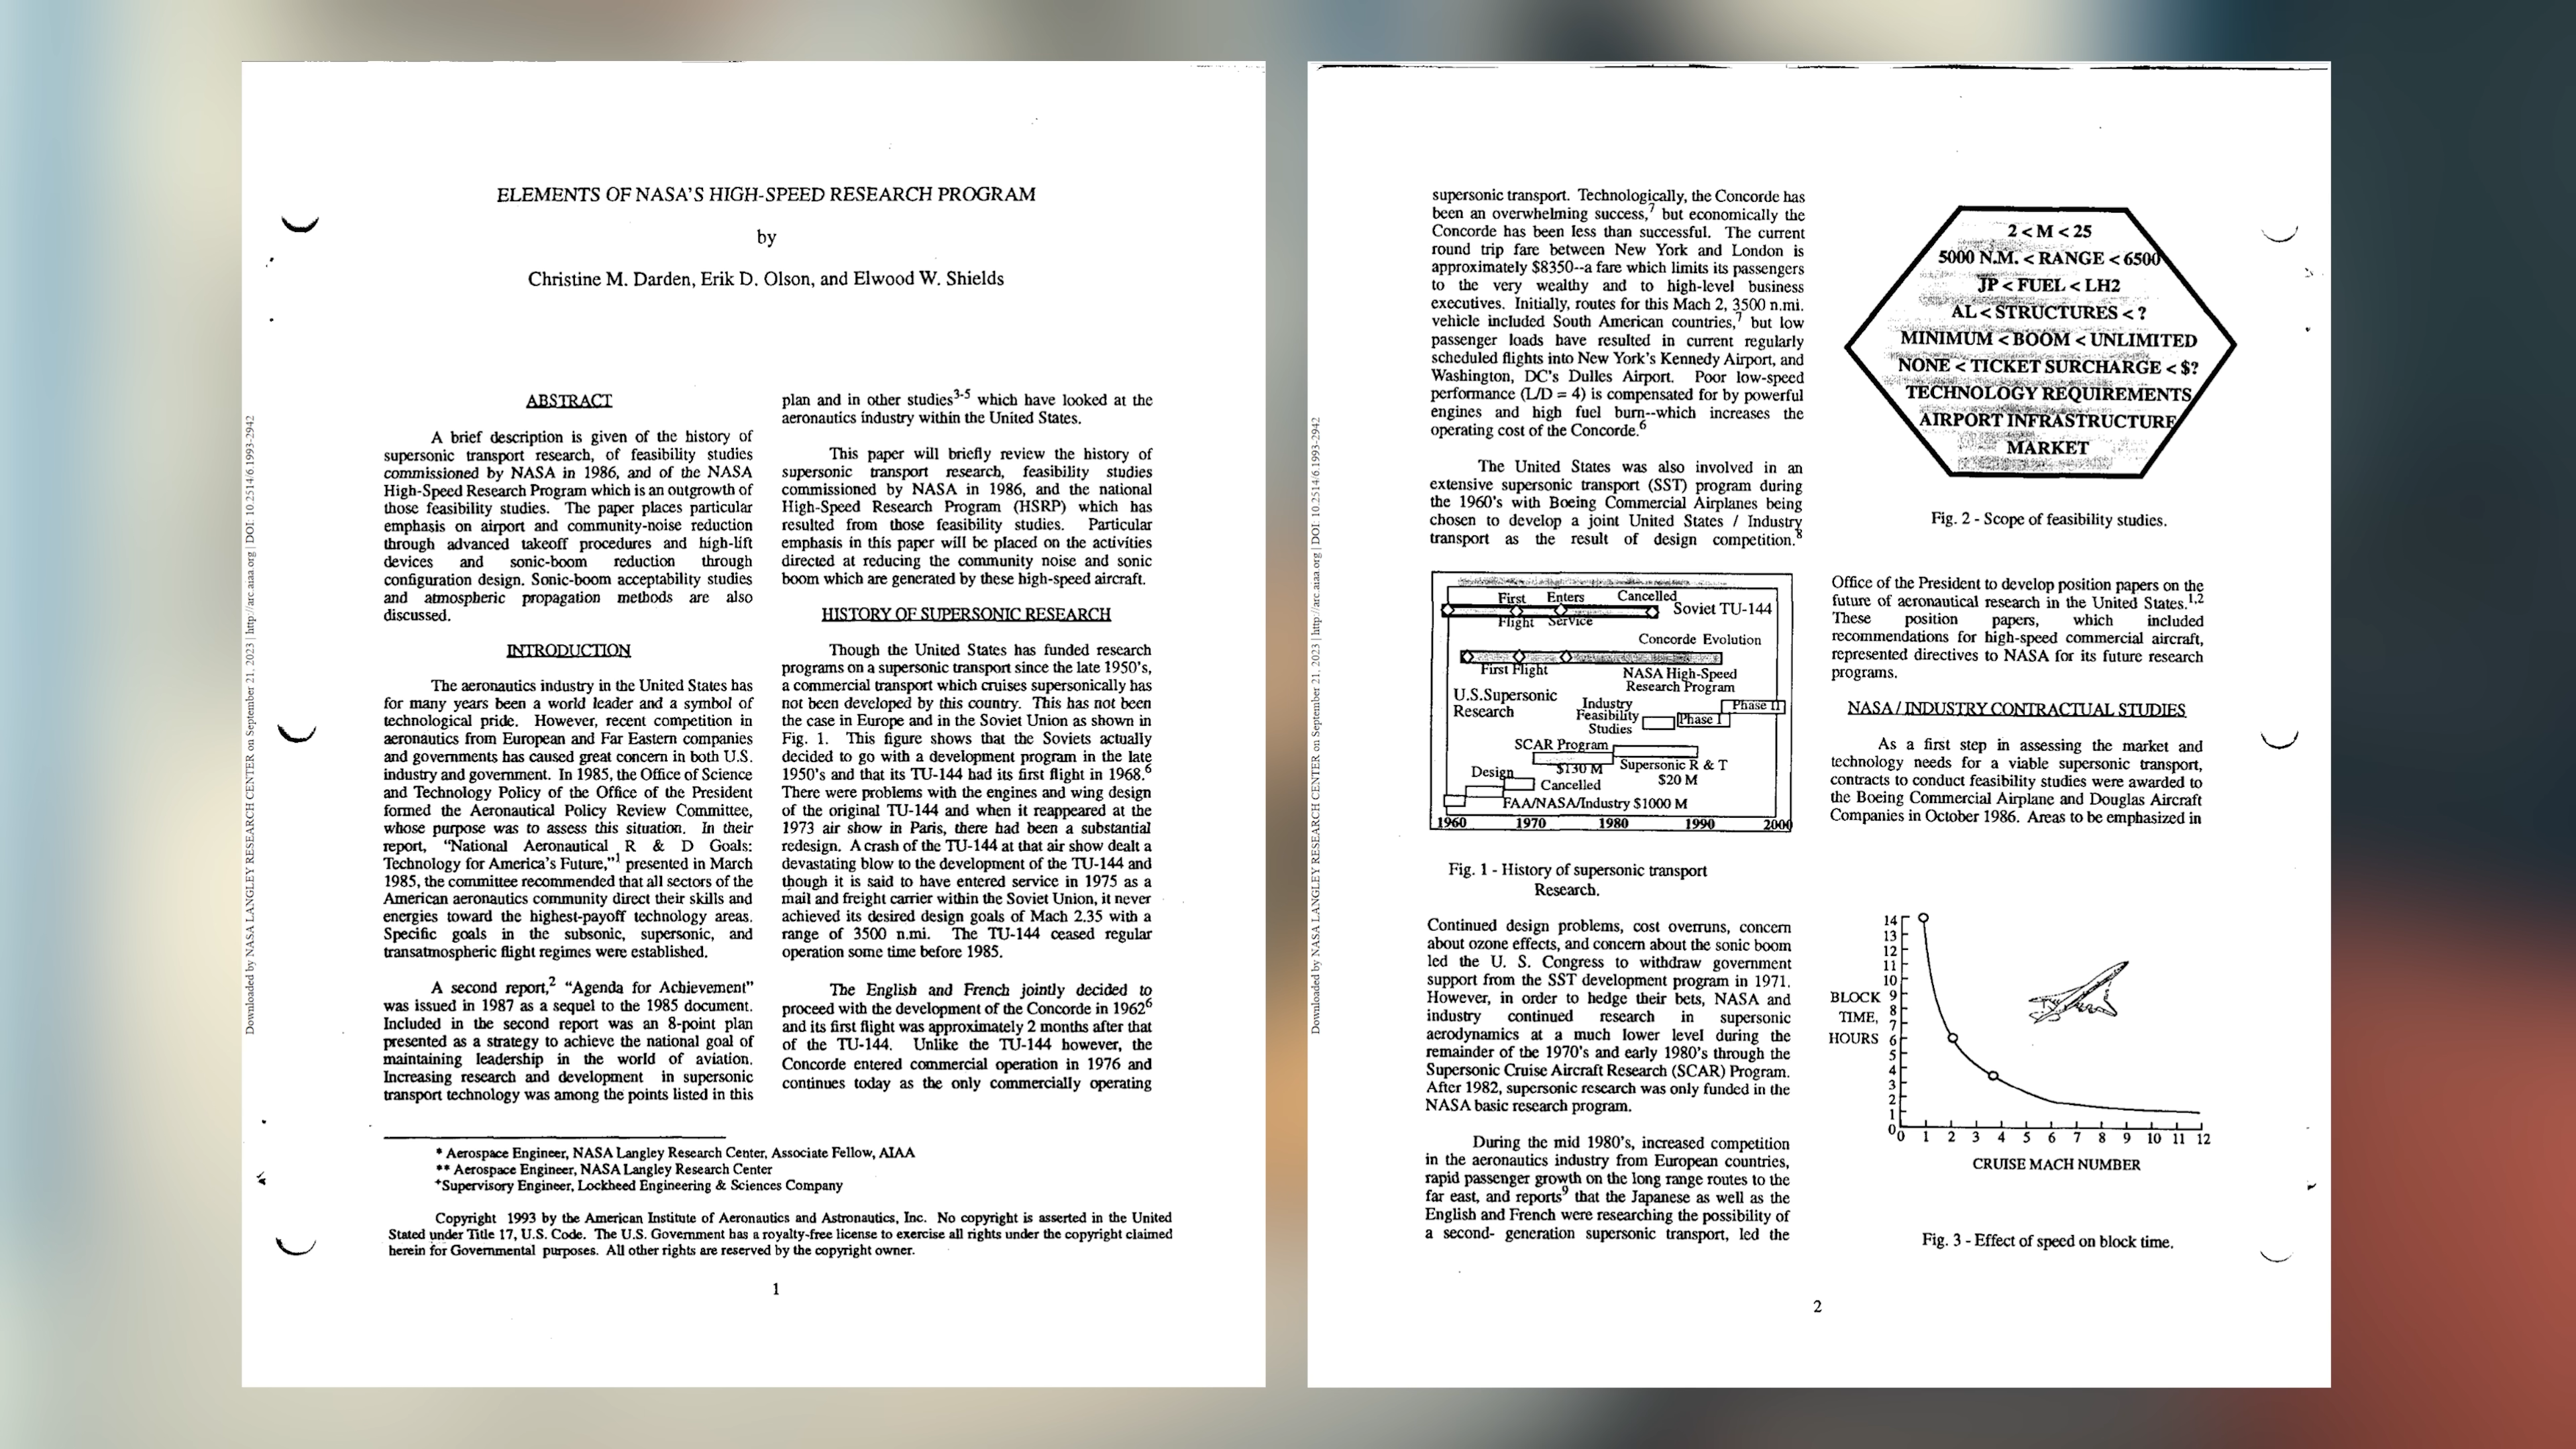 ELEMENTS OF NASA'S HIGH-SPEED RESEARCH PROGRAM
by
Christine M. Darden, Erik D. Olson, and Elwood W. Shields
ABSTRACT
A brief description is given of the history of
supersonic transport research, of feasibility studies
commissioned by NASA in 1986, and of the NASA
High-Speed Research Program which is an outgrowth of
those feasibility studies. The paper places particular
emphasis on airport and community-noise reduction
through advanced takeoff procedures and high-lift
devices and sonic-boom reduction through
configuration design. Sonic-boom acceptability studies
and atmospheric propagation methods are also
discussed.
INTRODUCTION
The aeronautics industry in the United States has
for many years been a world leader and a symbol of
technological pride. However, recent competition in
aeronautics from European and Far Eastern companies
and governments has caused great concern in both U.S.
industry and government. In 1985, the Office of Science
and Technology Policy of the Office of the President
formed the Aeronautical Policy Review Committee,
whose purpose was to assess this situation. In their
report, "National Aeronautical R & D Goals:
Technology for America's Future,"1 presented in March
1985, the committee recommended that all sectors of the
American aeronautics community direct their skills and
energies toward the highest-payoff technology areas.
Specific goals in the subsonic, supersonic, and
transatmospheric flight regimes were established.
A second report,2 "Agenda for Achievement"
was issued in 1987 as a sequel to the 1985 document.
Included in the second report was an 8-point plan
presented as a strategy to achieve the national goal of
maintaining leadership in the world of aviation.
Increasing research and development in supersonic
transport technology was among the points listed in this
plan and in other studies3-5 which have looked at the
aeronautics industry within the United States.
This paper will briefly review the history of
supersonic transport research, feasibility studies
commissioned by NASA in 1986, and the national
High-Speed Research Program (HSRP) which has
resulted from those feasibility studies. Particular
emphasis in this paper will be placed on the activities
directed at reducing the community noise and sonic
boom which are generated by these high-speed aircraft.
HISTORY OF SUPERSONIC RESEARCH
Though the United States has funded research
programs on a supersonic transport since the late 1950's,
a commercial transport which cruises supersonically has
not been developed by this country. This has not been
the case in Europe and in the Soviet Union as shown in
Fig. 1. This figure shows that the Soviets actually
decided to go with a development program in the late
1950's and that its TU-144 had its first flight in 1968.6
There were problems with the engines and wing design
of the original TU-144 and when it reappeared at the
1973 air show in Paris, there had been a substantial
redesign. A crash of the TU-144 at that air show dealt a
devastating blow to the development of the TU-144 and
though it is said to have entered service in 1975 as a
mail and freight carrier within the Soviet Union, it never
achieved its desired design goals of Mach 2.35 with a
range of 3500 n.mi. The TU-144 ceased regular
operation some time before 1985.
The English and French jointly decided to
proceed with the development of the Concorde in 19626
and its first flight was approximately 2 months after that
of the TU-144. Unlike the TU-144 however, the
Concorde entered commercial operation in 1976 and
continues today as the only commercially operating
* Aerospace Engineer, NASA Langley Research Center, Associate Fellow, AIAA
** Aerospace Engineer, NASA Langley Research Center
+Supervisory Engineer, Lockheed Engineering & Sciences Company
Copyright 1993 by the American Institute of Aeronautics and Astronautics, Inc. No copyright is asserted in the United
Stated under Title 17, U.S. Code. The U.S. Government has a royalty-free license to exercise all rights under the copyright claimed
herein for Governmental purposes. All other rights are reserved by the copyright owner.
1
Downloaded by NASA LANGLEY RESEARCH CENTER on September 21, 2023 | http://arc.aiaa.org | DOI: 10.2514/6.1993-2942
supersonic transport. Technologically, the Concorde has
been an overwhelming success,7 but economically the
Concorde has been less than successful. The current
round trip fare between New York and London is
approximately $8350--a fare which limits its passengers
to the very wealthy and to high-level business
executives. Initially, routes for this Mach 2, 3500 n.mi.
vehicle included South American countries,7 but low
passenger loads have resulted in current regularly
scheduled flights into New York's Kennedy Airport, and
Washington, DC's Dulles Airport. Poor low-speed
performance (L/D = 4) is compensated for by powerful
engines and high fuel burn--which increases the
operating cost of the Concorde.6
The United States was also involved in an
extensive supersonic transport (SST) program during
the 1960's with Boeing Commercial Airplanes being
chosen to develop a joint United States / Industry
transport as the result of design competition.8
First Enters Cancelled
Soviet TU-144
Flight Service
Concorde Evolution
First Flight
NASA High-Speed
Research Program
U.S.Supersonic
Research
Industry
Feasibility
Studies
Phase I
Phase II
SCAR Program
$130 M
Supersonic R & T
$20 M
Design
Cancelled
FAA/NASA/Industry $1000 M
1960 1970 1980 1990 2000
Fig. 1 - History of supersonic transport
Research.
Continued design problems, cost overruns, concern
about ozone effects, and concern about the sonic boom
led the U. S. Congress to withdraw government
support from the SST development program in 1971.
However, in order to hedge their bets, NASA and
industry continued research in supersonic
aerodynamics at a much lower level during the
remainder of the 1970's and early 1980's through the
Supersonic Cruise Aircraft Research (SCAR) Program.
After 1982, supersonic research was only funded in the
NASA basic research program.
During the mid 1980's, increased competition
in the aeronautics industry from European countries,
rapid passenger growth on the long range routes to the
far east, and reports9 that the Japanese as well as the
English and French were researching the possibility of
a second- generation supersonic transport, led the
2 < M < 25
5000 N.M. < RANGE < 6500
JP < FUEL < LH2
AL < STRUCTURES < ?
MINIMUM < BOOM < UNLIMITED
NONE < TICKET SURCHARGE < $?
TECHNOLOGY REQUIREMENTS
AIRPORT INFRASTRUCTURE
MARKET
Fig. 2 - Scope of feasibility studies.
Office of the President to develop position papers on the
future of aeronautical research in the United States.1,2
These position papers, which included
recommendations for high-speed commercial aircraft,
represented directives to NASA for its future research
programs.
NASA / INDUSTRY CONTRACTUAL STUDIES
As a first step in assessing the market and
technology needs for a viable supersonic transport,
contracts to conduct feasibility studies were awarded to
the Boeing Commercial Airplane and Douglas Aircraft
Companies in October 1986. Areas to be emphasized in
14
13
12
11
10
9
8
7
6
5
4
3
2
1
0
BLOCK
TIME,
HOURS
0 1 2 3 4 5 6 7 8 9 10 11 12
CRUISE MACH NUMBER
Fig. 3 - Effect of speed on block time.
2
Downloaded by NASA LANGLEY RESEARCH CENTER on September 21, 2023 | http://arc.aiaa.org | DOI: 10.2514/6.1993-2942